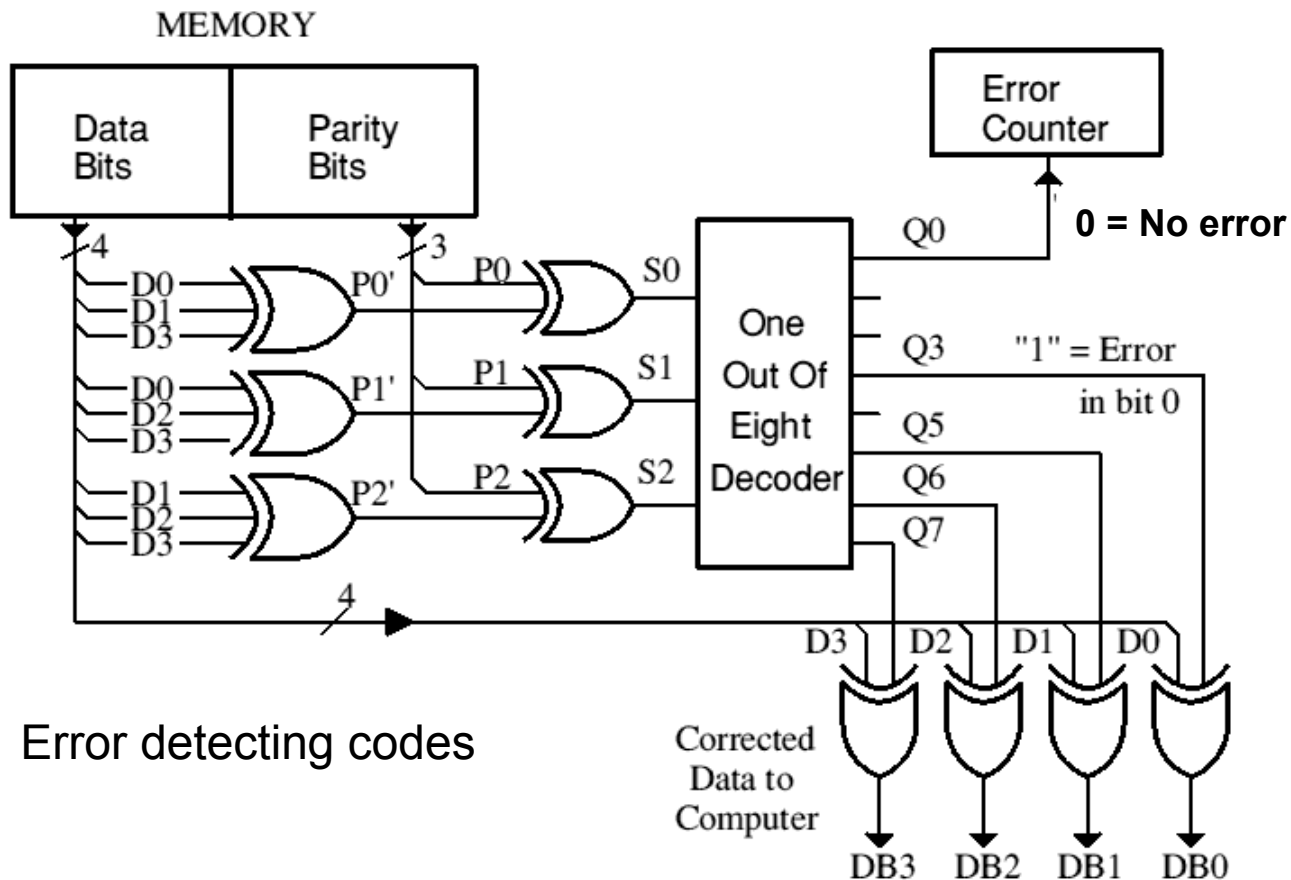 MEMORY
Data
Bits
Parity
Bits
Error
Counter
0 = No error
4
3
D0
D1
D3
P0'
P0
S0
D0
D2
D3
P1'
P1
S1
D1
D2
D3
P2'
P2
S2
One
Out Of
Eight
Decoder
Q0
Q3
"1" = Error
in bit 0
Q5
Q6
Q7
4
D3
D2
D1
D0
Error detecting codes
Corrected
Data to
Computer
DB3
DB2
DB1
DB0